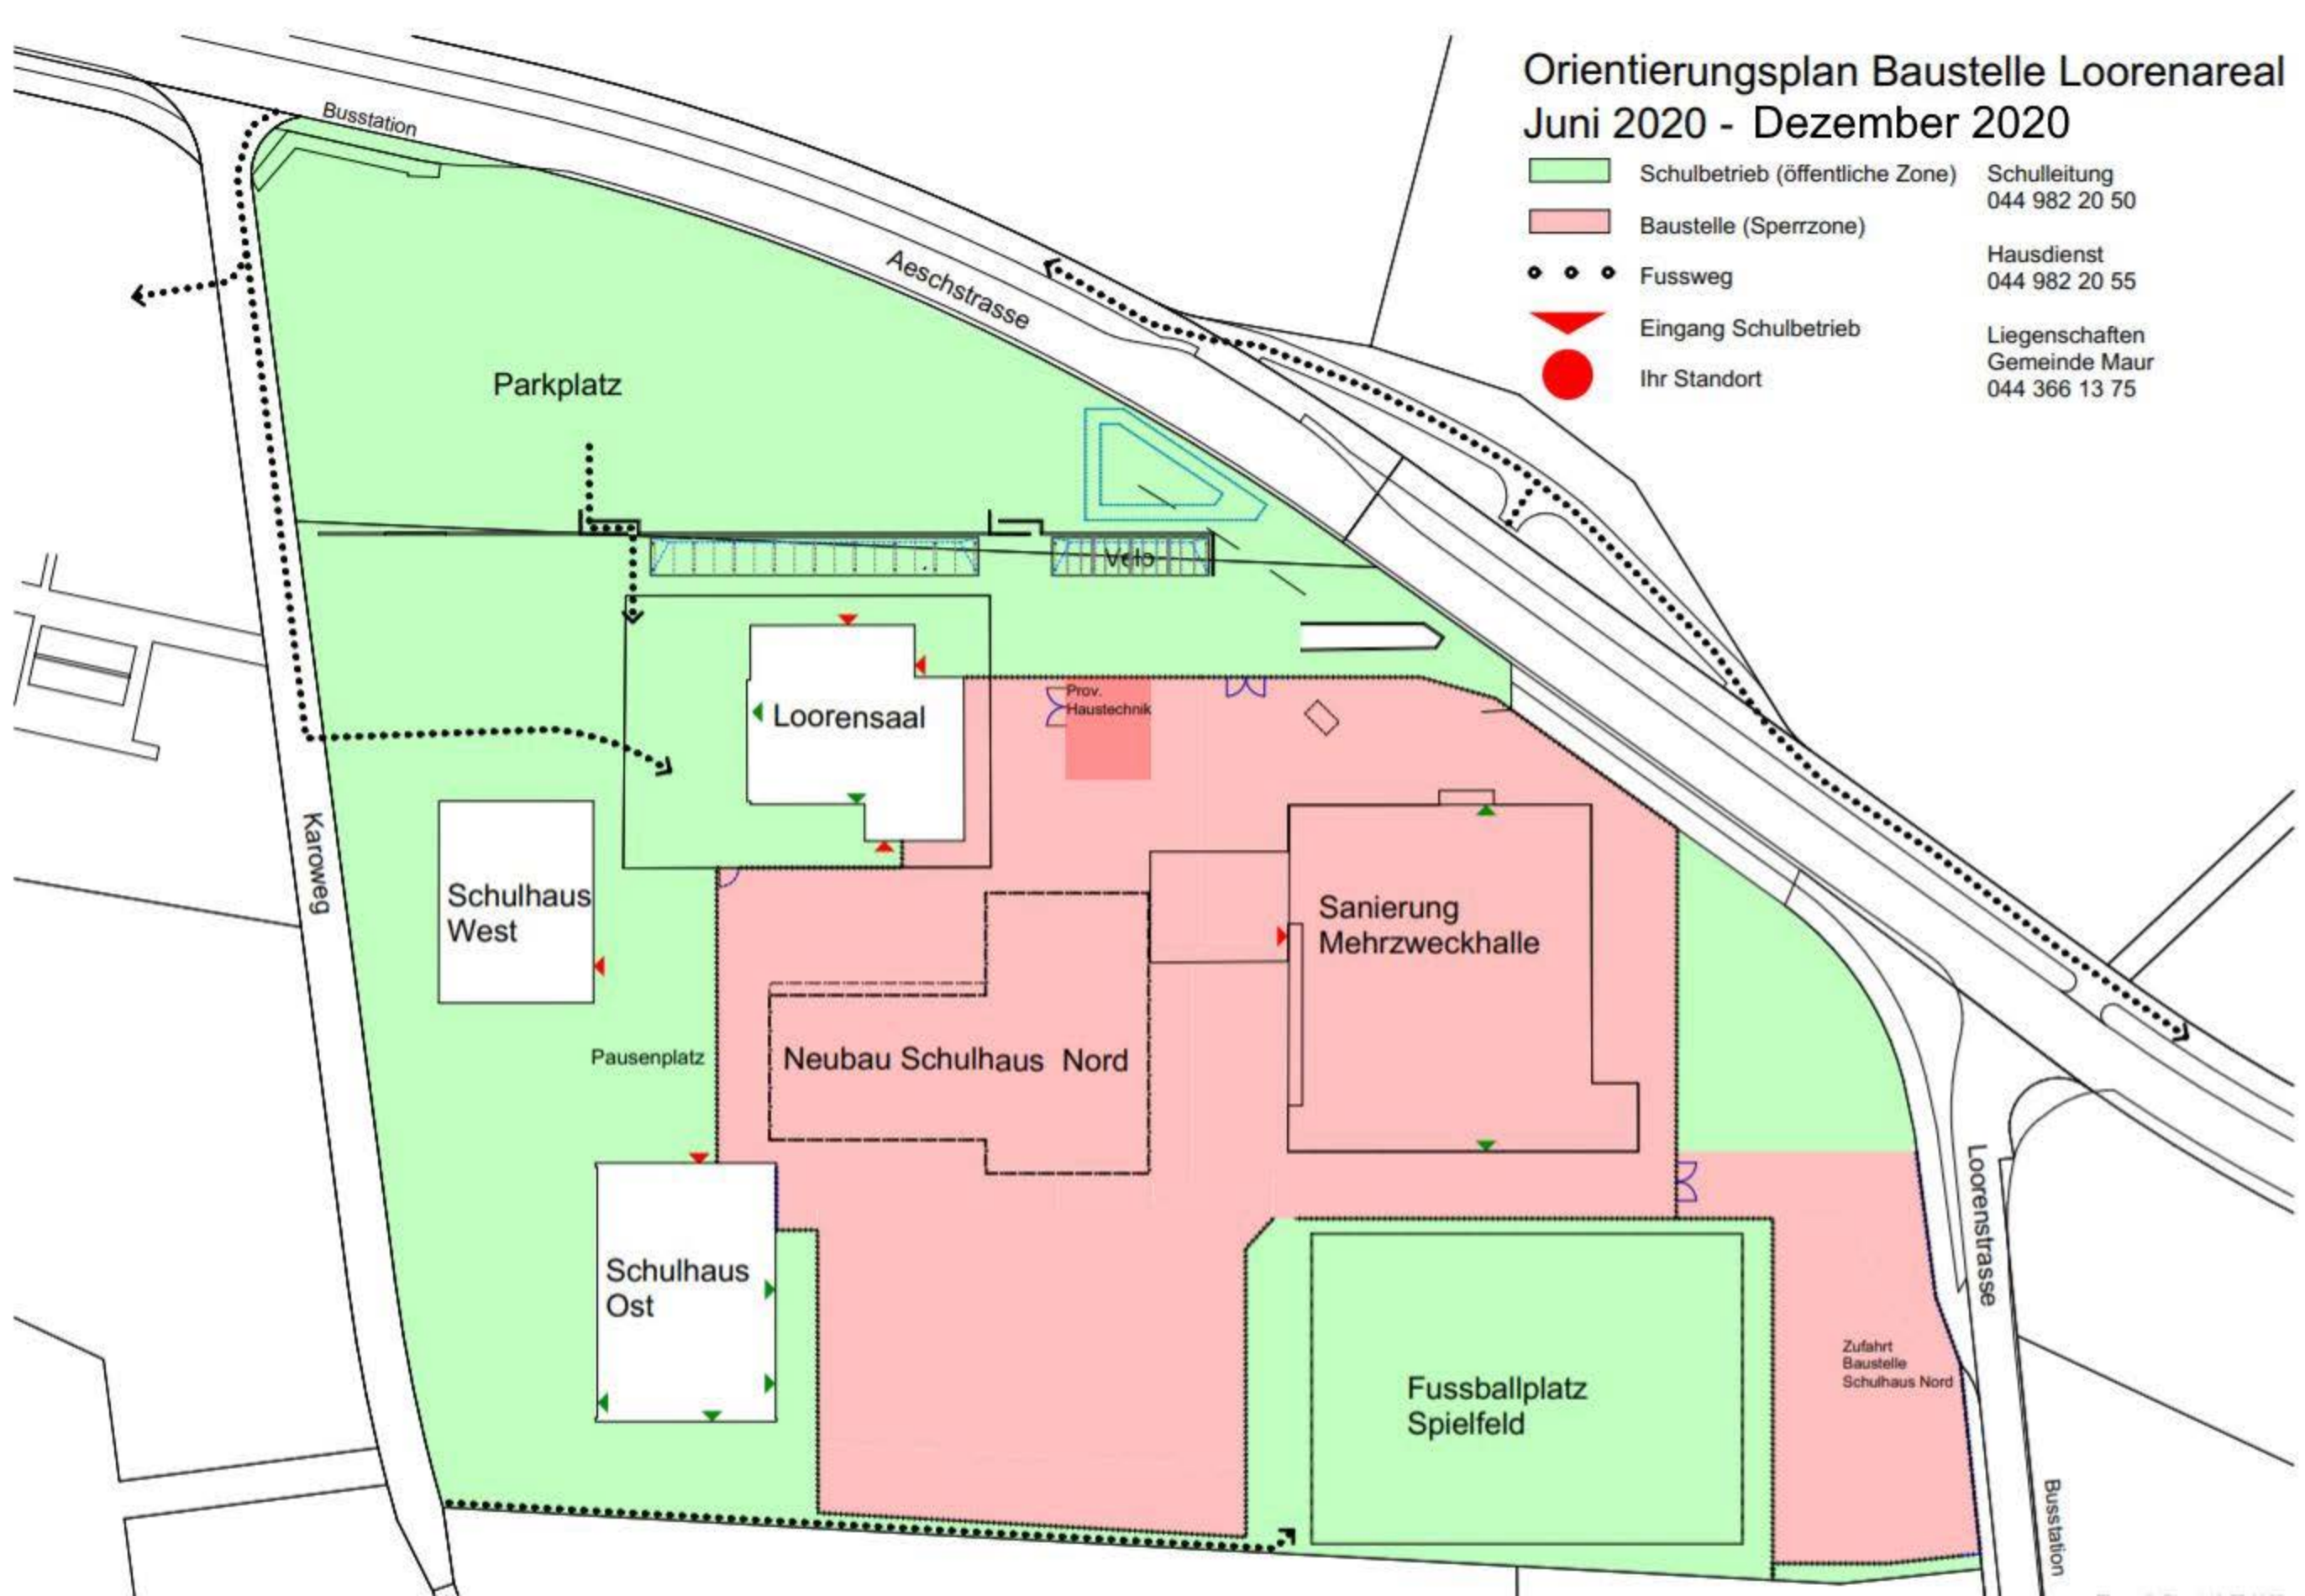 Orientierungsplan Baustelle Loorenareal
Juni 2020 - Dezember 2020
Schulbetrieb (öffentliche Zone)
Baustelle (Sperrzone)
Fussweg
Eingang Schulbetrieb
Ihr Standort
Schulleitung
044 982 20 50
Hausdienst
044 982 20 55
Liegenschaften
Gemeinde Maur
044 366 13 75
Busstation
Aeschstrasse
Parkplatz
Velo
Prov.
Haustechnik
Loorensaal
Karoweg
Schulhaus
West
Sanierung
Mehrzweckhalle
Pausenplatz
Neubau Schulhaus Nord
Loorenstrasse
Schulhaus
Ost
Zufahrt
Baustelle
Schulhaus Nord
Fussballplatz
Spielfeld
Busstation